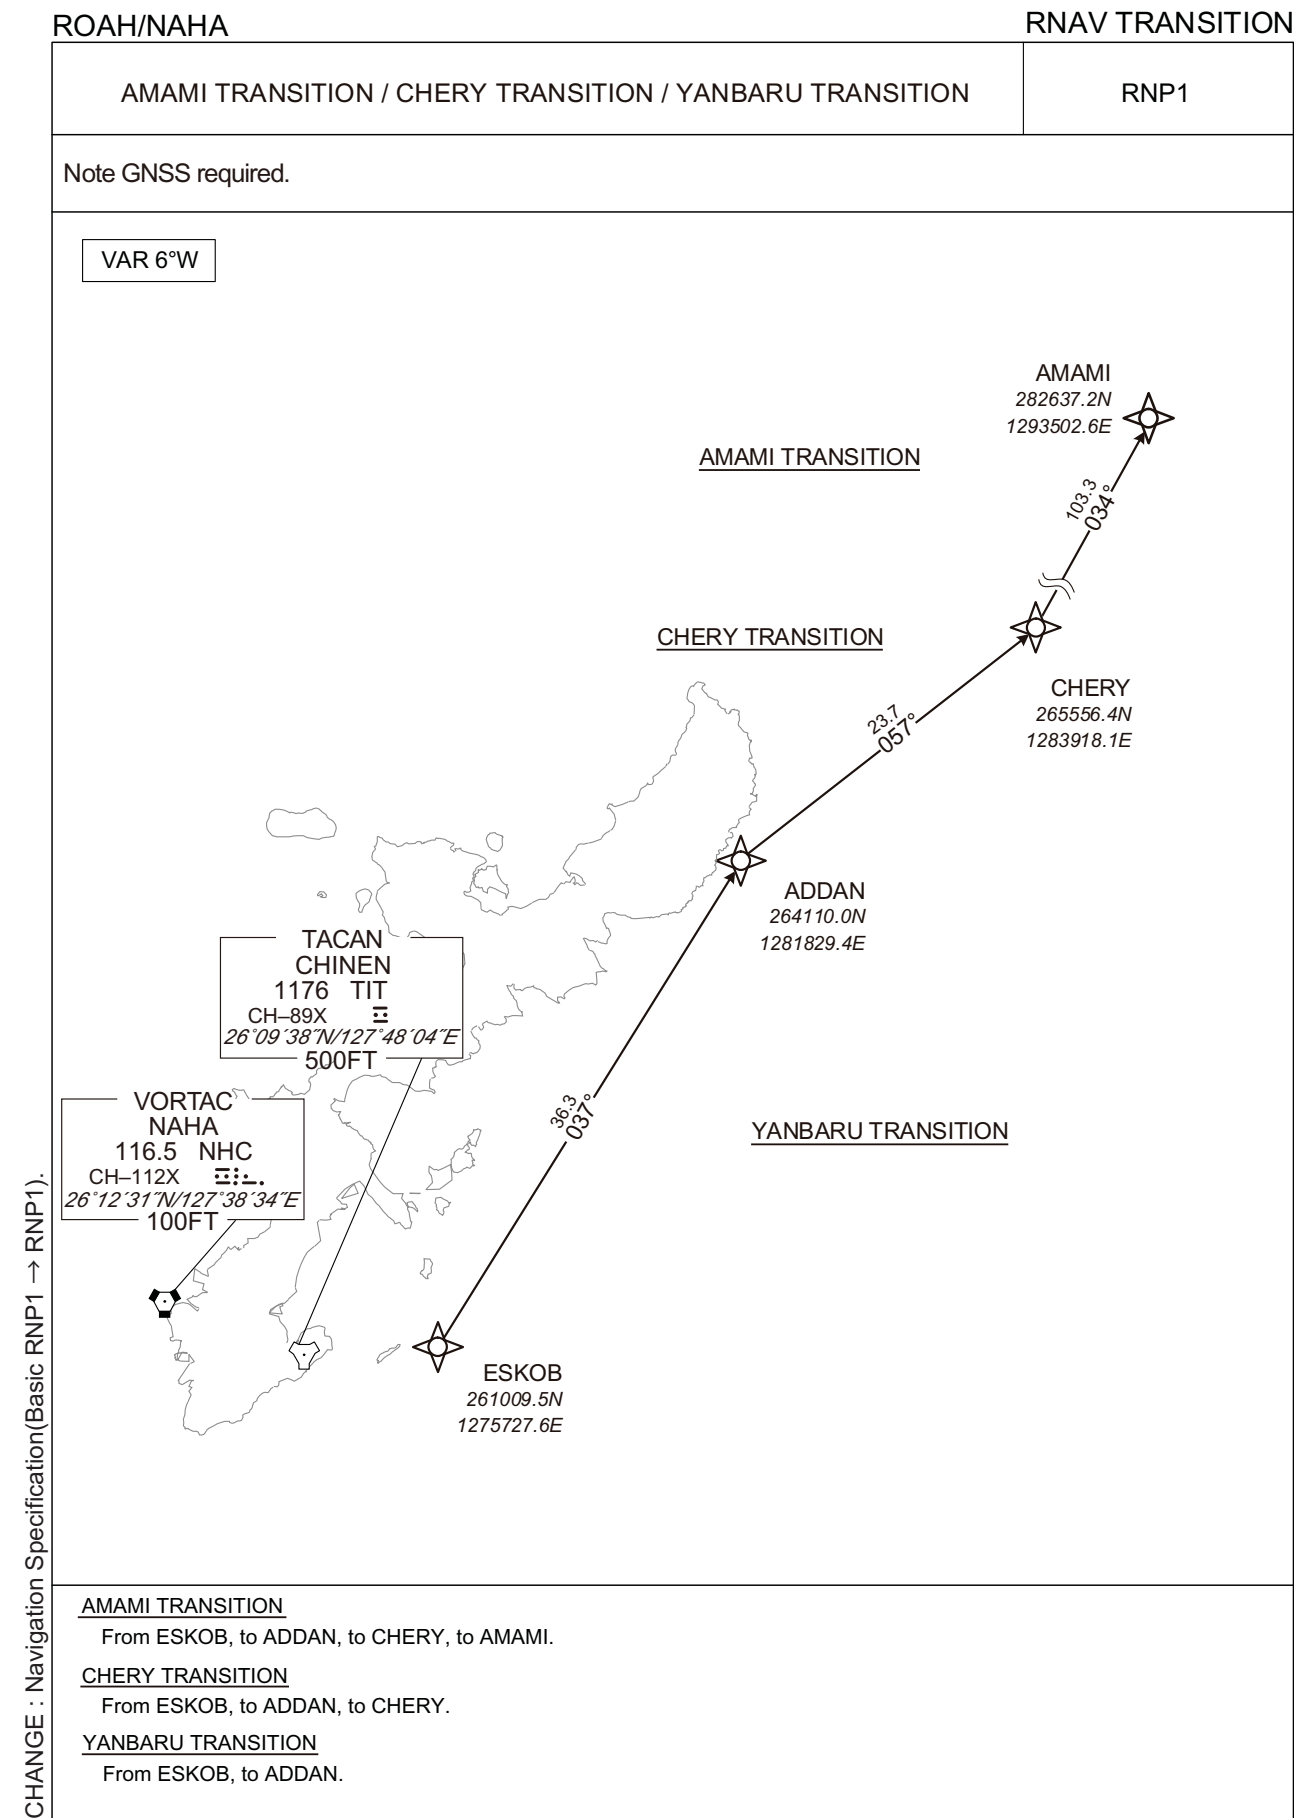 ROAH/NAHA
RNAV TRANSITION
AMAMI TRANSITION / CHERY TRANSITION / YANBARU TRANSITION
RNP1
Note GNSS required.
VAR 6°W
AMAMI
282637.2N
1293502.6E
AMAMI TRANSITION
103.3
034°
CHERY TRANSITION
CHERY
265556.4N
1283918.1E
23.7
057°
ADDAN
264110.0N
1281829.4E
TACAN
CHINEN
1176 TIT
CH–89X
26°09´38˝N/127°48´04˝E
500FT
VORTAC
NAHA
116.5 NHC
CH–112X
26°12´31˝N/127°38´34˝E
100FT
36.3
037°
YANBARU TRANSITION
ESKOB
261009.5N
1275727.6E
CHANGE : Navigation Specification(Basic RNP1 → RNP1).
AMAMI TRANSITION
From ESKOB, to ADDAN, to CHERY, to AMAMI.
CHERY TRANSITION
From ESKOB, to ADDAN, to CHERY.
YANBARU TRANSITION
From ESKOB, to ADDAN.